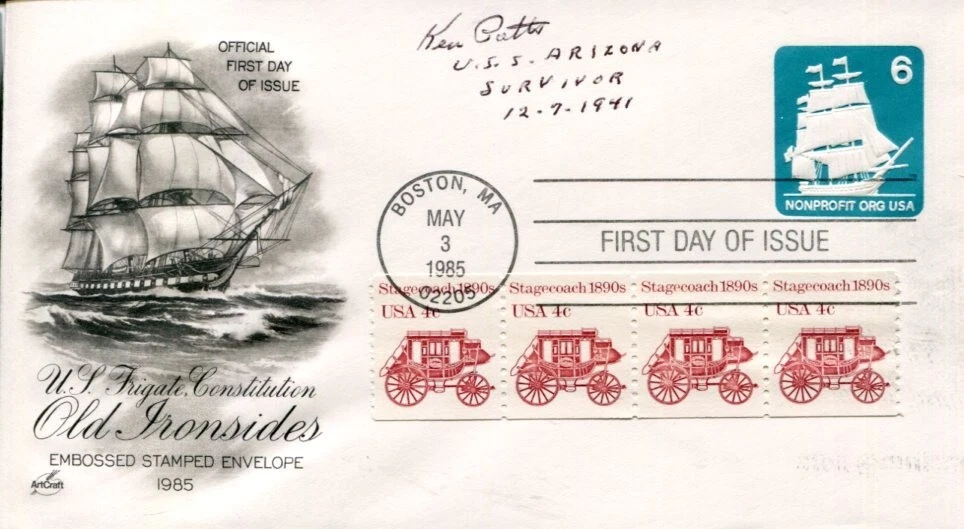 OFFICIAL
FIRST DAY
OF ISSUE
Ken Potts
U.S.S. ARIZONA
SURVIVOR
12-7-1941
6
NONPROFIT ORG USA
BOSTON, MA
MAY
3
1985
02205
FIRST DAY OF ISSUE
Stagecoach 1890s
USA 4c
Stagecoach 1890s
USA 4c
Stagecoach 1890s
USA 4c
Stagecoach 1890s
USA 4c
U.S. Frigate, Constitution
Old Ironsides
EMBOSSED STAMPED ENVELOPE
1985
ArtCraft